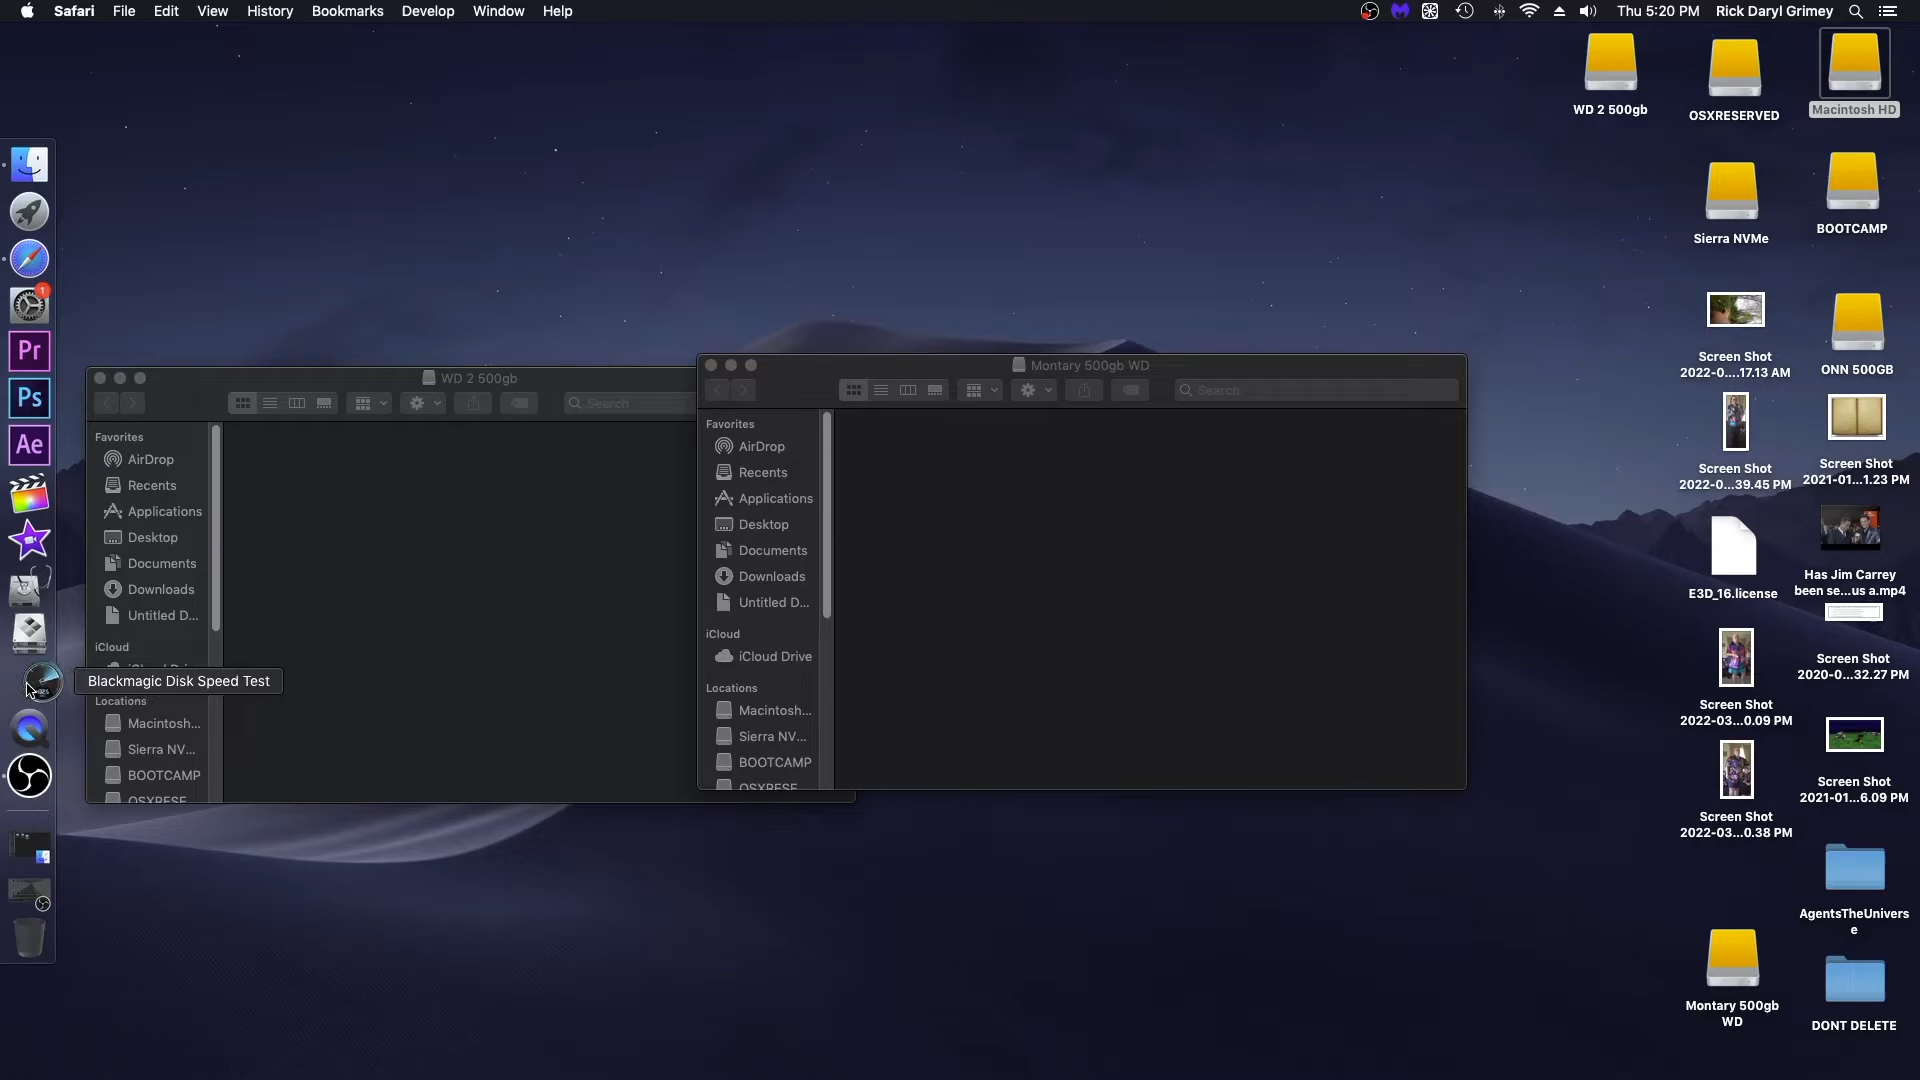 Safari File Edit View History Bookmarks Develop Window Help
Thu 5:20 PM Rick Daryl Grimey
WD 2 500gb
OSXRESERVED
Macintosh HD
Sierra NVMe
BOOTCAMP
Screen Shot
2022-0....17.13 AM
ONN 500GB
Screen Shot
2022-0...39.45 PM
Screen Shot
2021-01...1.23 PM
E3D_16.license
Has Jim Carrey
been se...us a.mp4
Screen Shot
2022-03...0.09 PM
Screen Shot
2020-0...32.27 PM
Screen Shot
2022-03...0.38 PM
Screen Shot
2021-01...6.09 PM
AgentsTheUnivers
e
Montary 500gb
WD
DONT DELETE
1
Pr
Ps
Ae
Blackmagic Disk Speed Test
WD 2 500gb
Search
Favorites
AirDrop
Recents
Applications
Desktop
Documents
Downloads
Untitled D...
iCloud
Locations
Macintosh...
Sierra NV...
BOOTCAMP
OSXRESE
Montary 500gb WD
Search
Favorites
AirDrop
Recents
Applications
Desktop
Documents
Downloads
Untitled D...
iCloud
iCloud Drive
Locations
Macintosh...
Sierra NV...
BOOTCAMP
OSXRESE